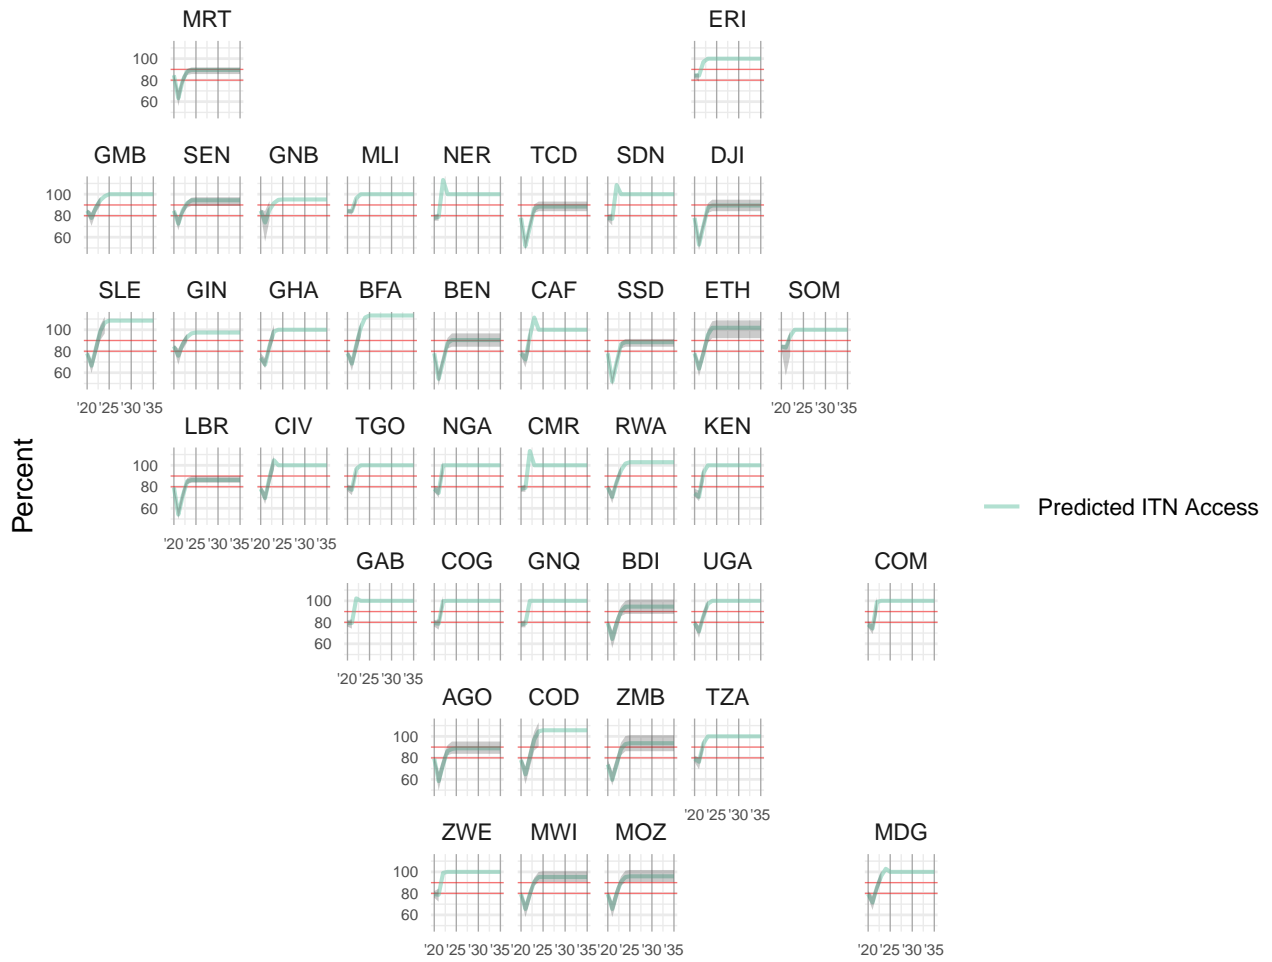 MRT ERI
100
80
60
GMB SEN GNB MLI NER TCD SDN DJI
100
80
60
SLE GIN GHA BFA BEN CAF SSD ETH SOM
100
80
60
'20 '25 '30 '35 '20 '25 '30 '35
LBR CIV TGO NGA CMR RWA KEN
100
80
60
'20 '25 '30 '35 '20 '25 '30 '35
GAB COG GNQ BDI UGA COM
100
80
60
'20 '25 '30 '35
AGO COD ZMB TZA
100
80
60
'20 '25 '30 '35
ZWE MWI MOZ MDG
100
80
60
'20 '25 '30 '35 '20 '25 '30 '35 '20 '25 '30 '35 '20 '25 '30 '35
Percent
Predicted ITN Access